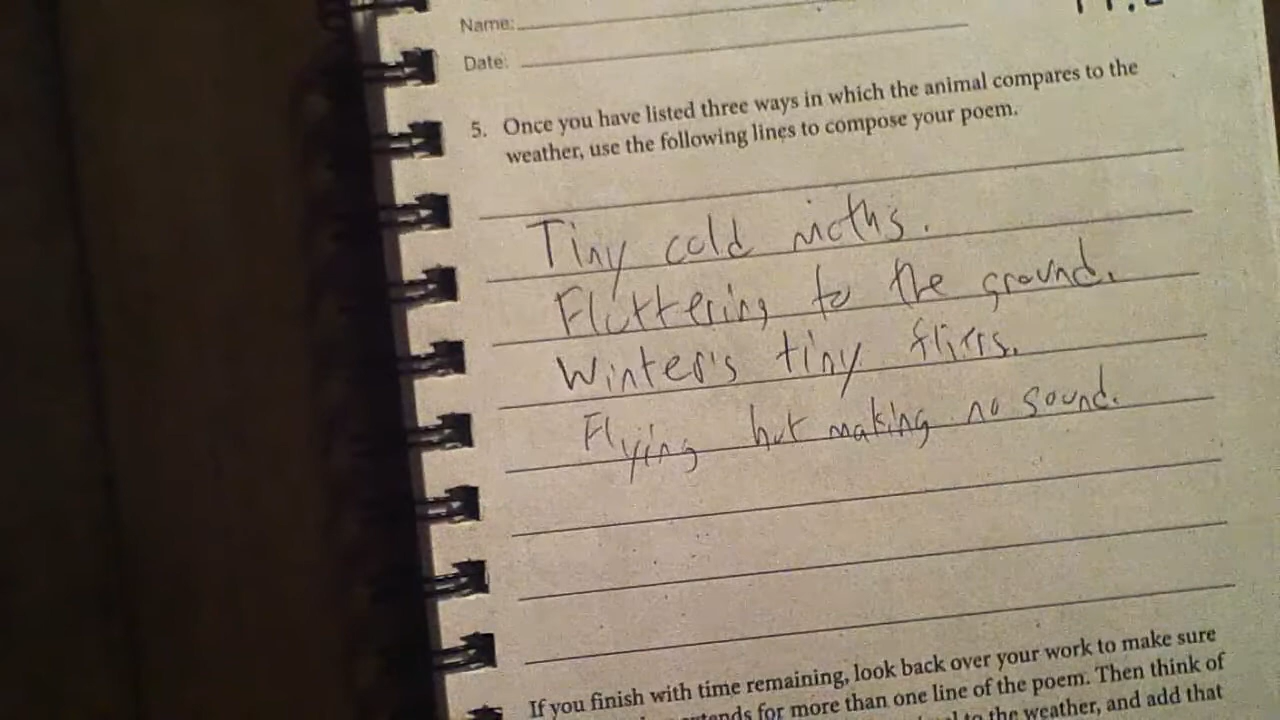 Name:
Date:
5. Once you have listed three ways in which the animal compares to the
weather, use the following lines to compose your poem.
Tiny cold moths.
Fluttering to the ground.
Winter's tiny fliers.
Flying but making no sound.
If you finish with time remaining, look back over your work to make sure
for more than one line of the poem. Then think of
to the weather, and add that